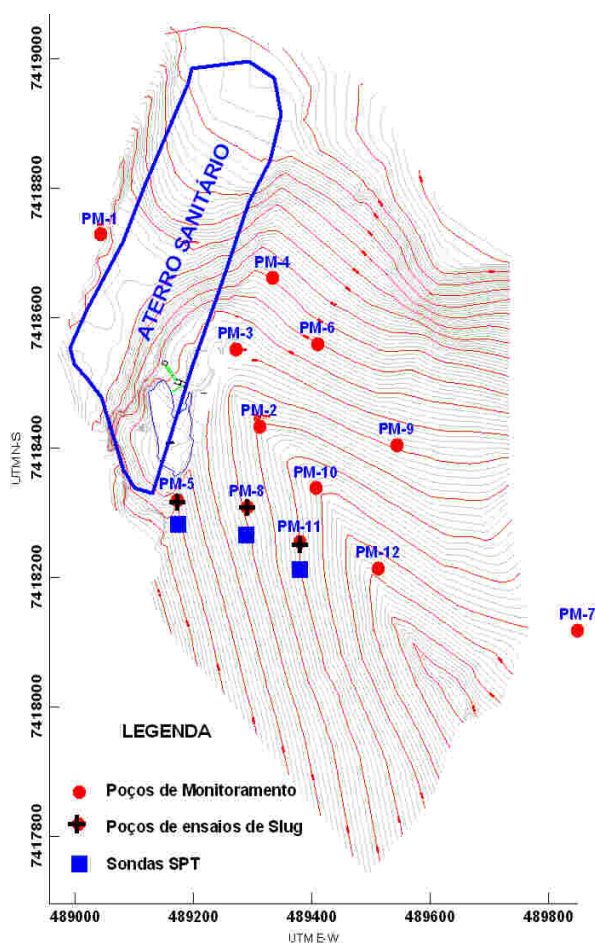 7419000
7418800
7418600
7418400
7418200
7418000
7417800
UTM N-S
ATERRO SANITÁRIO
PM-1
PM-4
PM-3
PM-6
PM-2
PM-9
PM-10
PM-5
PM-8
PM-11
PM-12
PM-7
LEGENDA
Poços de Monitoramento
Poços de ensaios de Slug
Sondas SPT
489000
489200
489400
489600
489800
UTM E-W